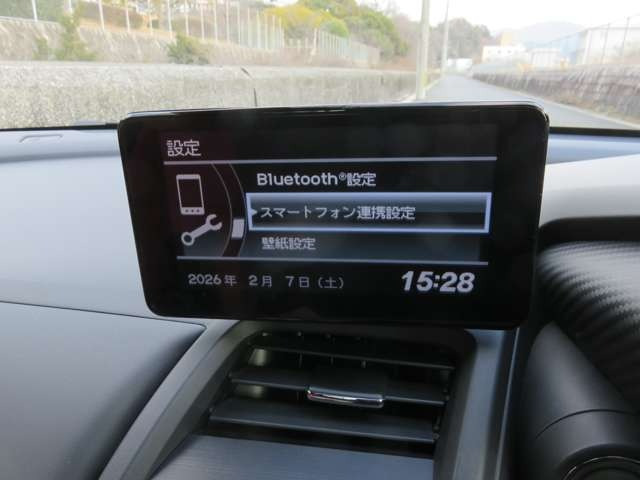 設定
Bluetooth®設定
スマートフォン連携設定
壁紙設定
2026年 2月 7日(土) 15:28